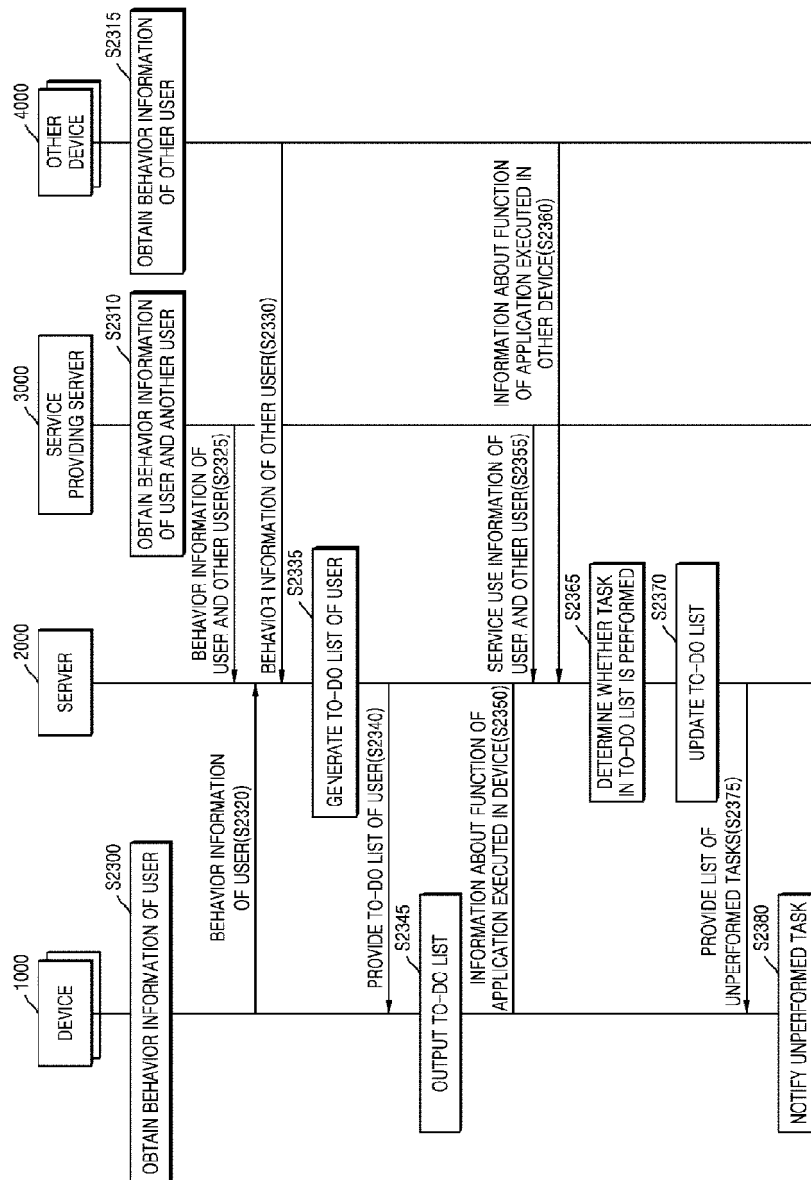 1000
DEVICE
2000
SERVER
3000
SERVICE
PROVIDING SERVER
4000
OTHER
DEVICE
S2300
OBTAIN BEHAVIOR INFORMATION OF USER
S2310
OBTAIN BEHAVIOR INFORMATION
OF USER AND ANOTHER USER
S2315
OBTAIN BEHAVIOR INFORMATION
OF OTHER USER
BEHAVIOR INFORMATION
OF USER(S2320)
BEHAVIOR INFORMATION OF
USER AND OTHER USER(S2325)
BEHAVIOR INFORMATION OF OTHER USER(S2330)
S2335
GENERATE TO-DO LIST OF USER
PROVIDE TO-DO LIST OF USER(S2340)
S2345
OUTPUT TO-DO LIST
INFORMATION ABOUT FUNCTION OF
APPLICATION EXECUTED IN DEVICE(S2350)
SERVICE USE INFORMATION OF
USER AND OTHER USER(S2355)
INFORMATION ABOUT FUNCTION
OF APPLICATION EXECUTED IN
OTHER DEVICE(S2360)
S2365
DETERMINE WHETHER TASK
IN TO-DO LIST IS PERFORMED
S2370
UPDATE TO-DO LIST
PROVIDE LIST OF
UNPERFORMED TASKS(S2375)
S2380
NOTIFY UNPERFORMED TASK